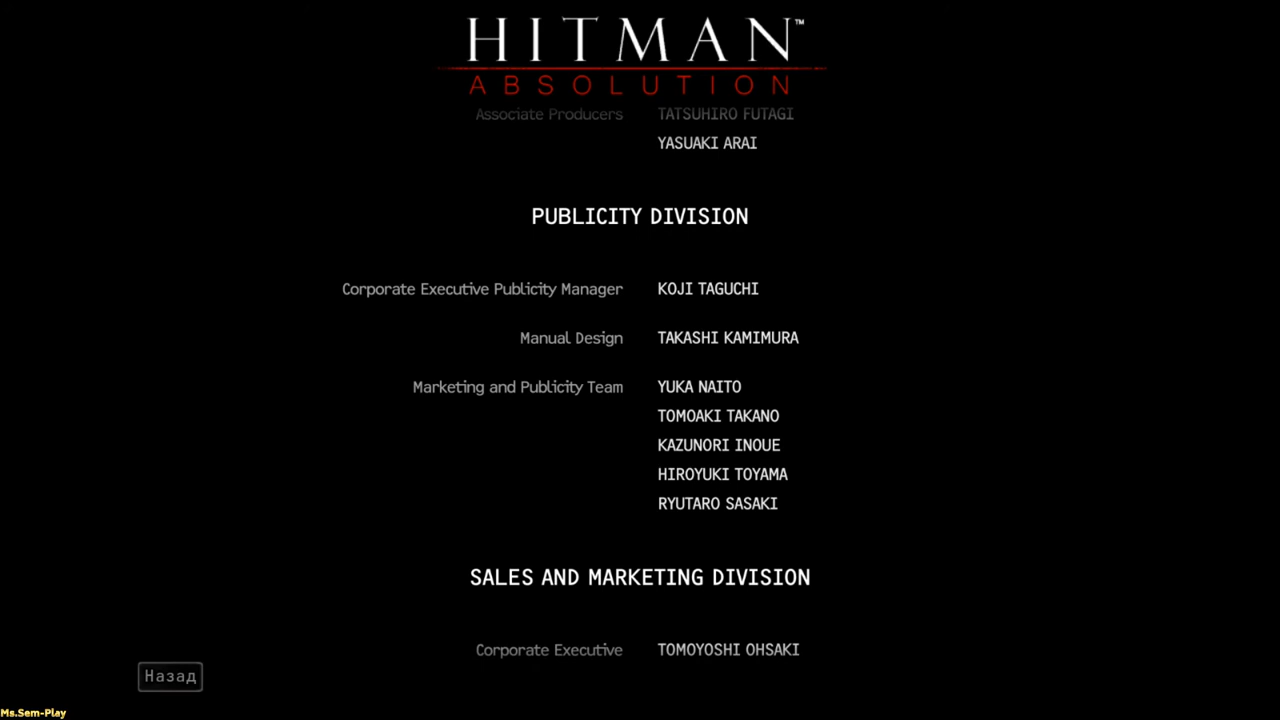 HITMAN™
ABSOLUTION
Associate Producers TATSUHIRO FUTAGI
YASUAKI ARAI
PUBLICITY DIVISION
Corporate Executive Publicity Manager KOJI TAGUCHI
Manual Design TAKASHI KAMIMURA
Marketing and Publicity Team YUKA NAITO
TOMOAKI TAKANO
KAZUNORI INOUE
HIROYUKI TOYAMA
RYUTARO SASAKI
SALES AND MARKETING DIVISION
Corporate Executive TOMOYOSHI OHSAKI
Назад
Ms.Sem-Play